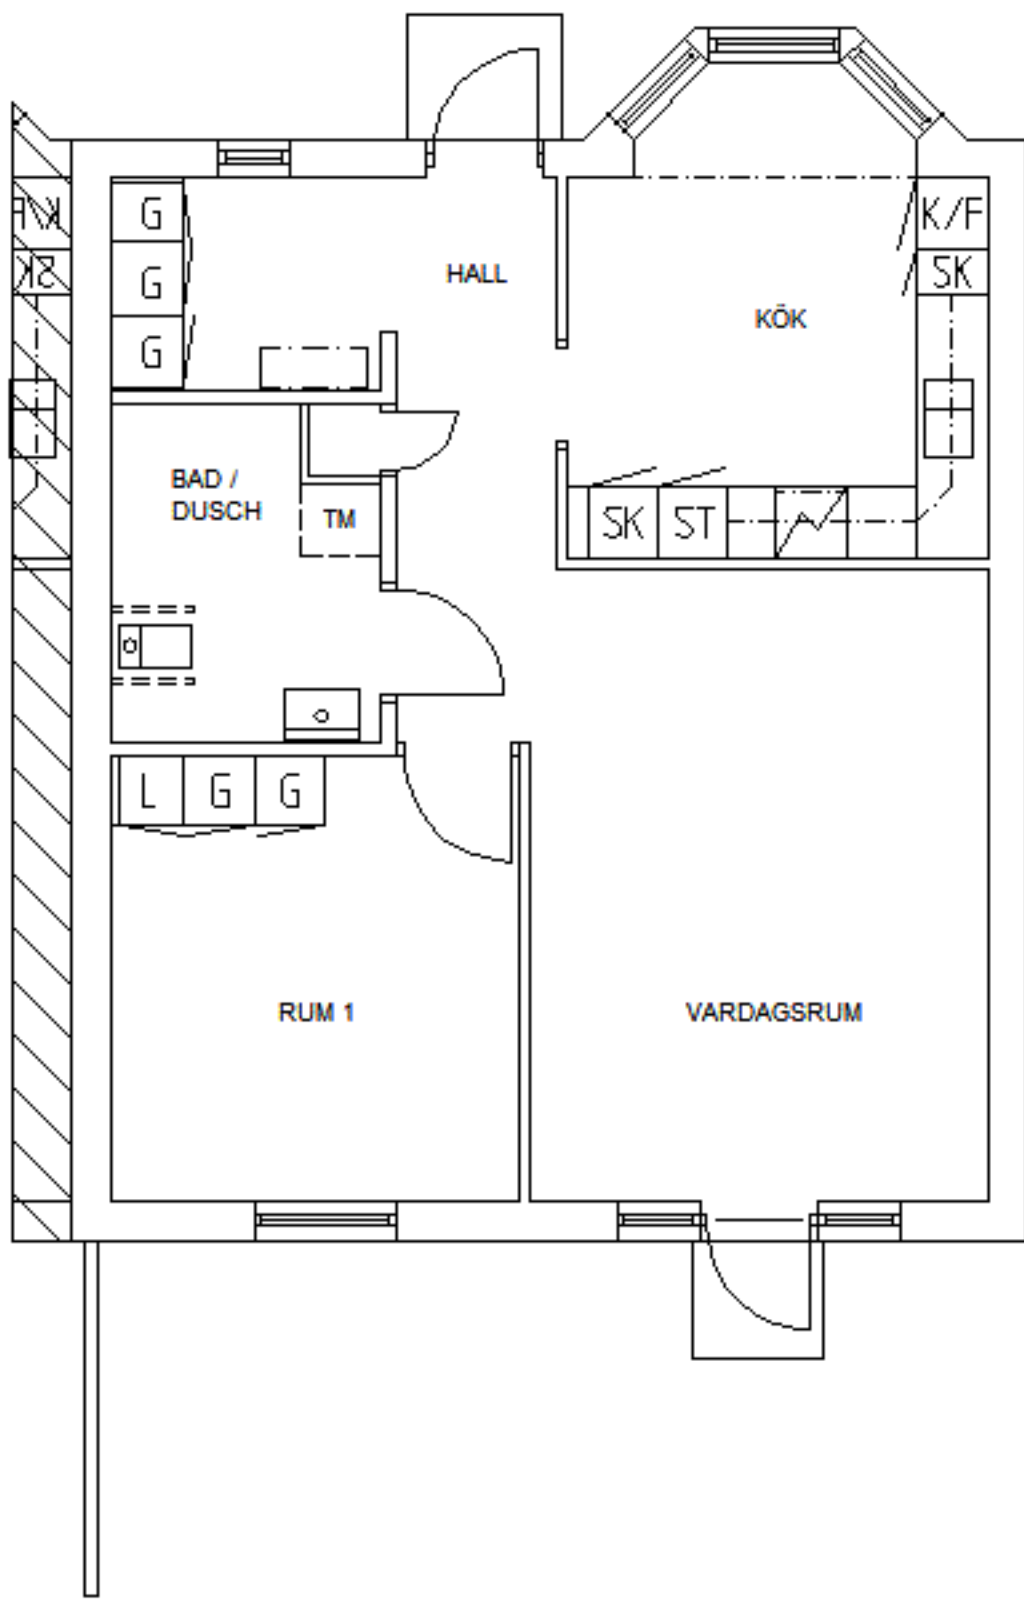 G
K/F
HALL
SK
G
KÖK
G
BAD /
DUSCH
TM
SK
ST
L
G
G
RUM 1
VARDAGSRUM